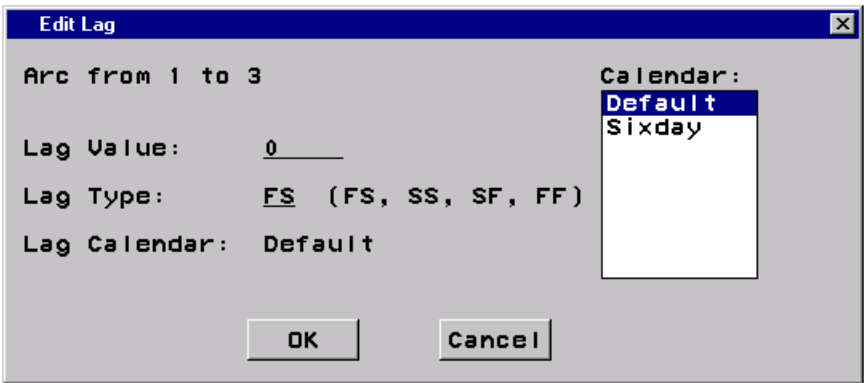 Edit Lag
Arc from 1 to 3
Calendar:
Default
Sixday
Lag Value: 0
Lag Type: FS (FS, SS, SF, FF)
Lag Calendar: Default
OK
Cancel